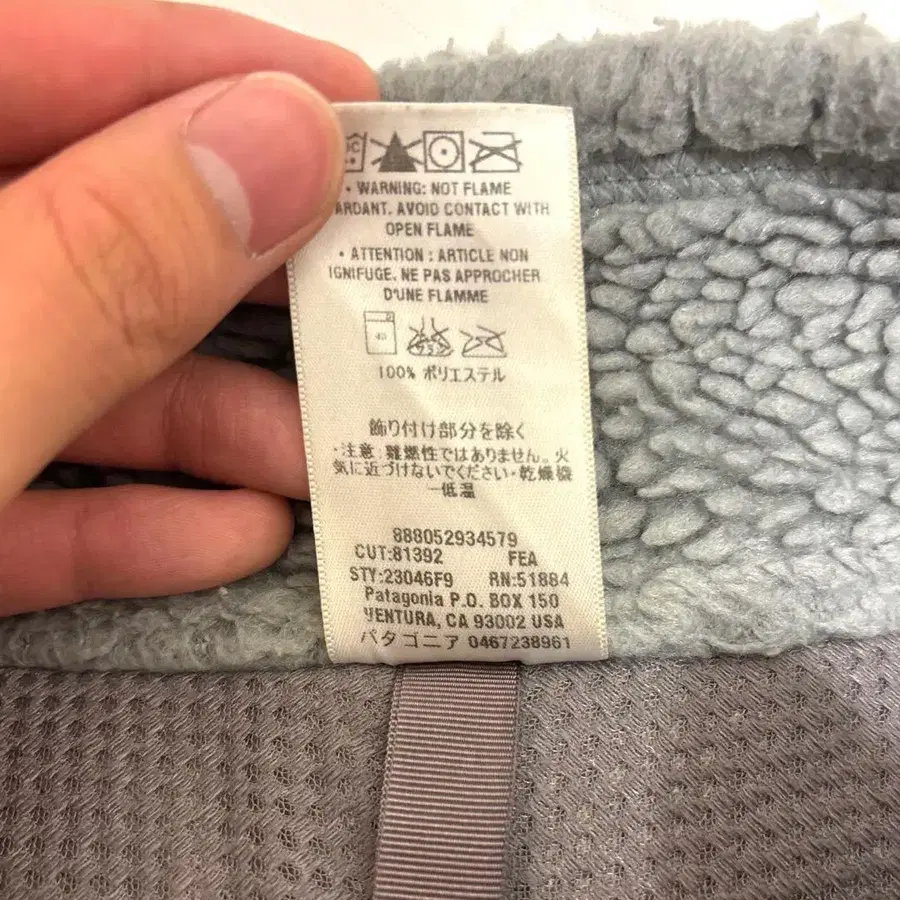 • WARNING: NOT FLAME
ARDANT. AVOID CONTACT WITH
OPEN FLAME
• ATTENTION : ARTICLE NON
IGNIFUGE. NE PAS APPROCHER
D'UNE FLAMME
40
100% ポリエステル
飾り付け部分を除く
・注意：難燃性ではありません。火
気に近づけないでください・乾燥機
ー低温
888052934579
CUT:81392 FEA
STY:23046F9 RN:51884
Patagonia P.O. BOX 150
VENTURA, CA 93002 USA
パタゴニア 0467238961